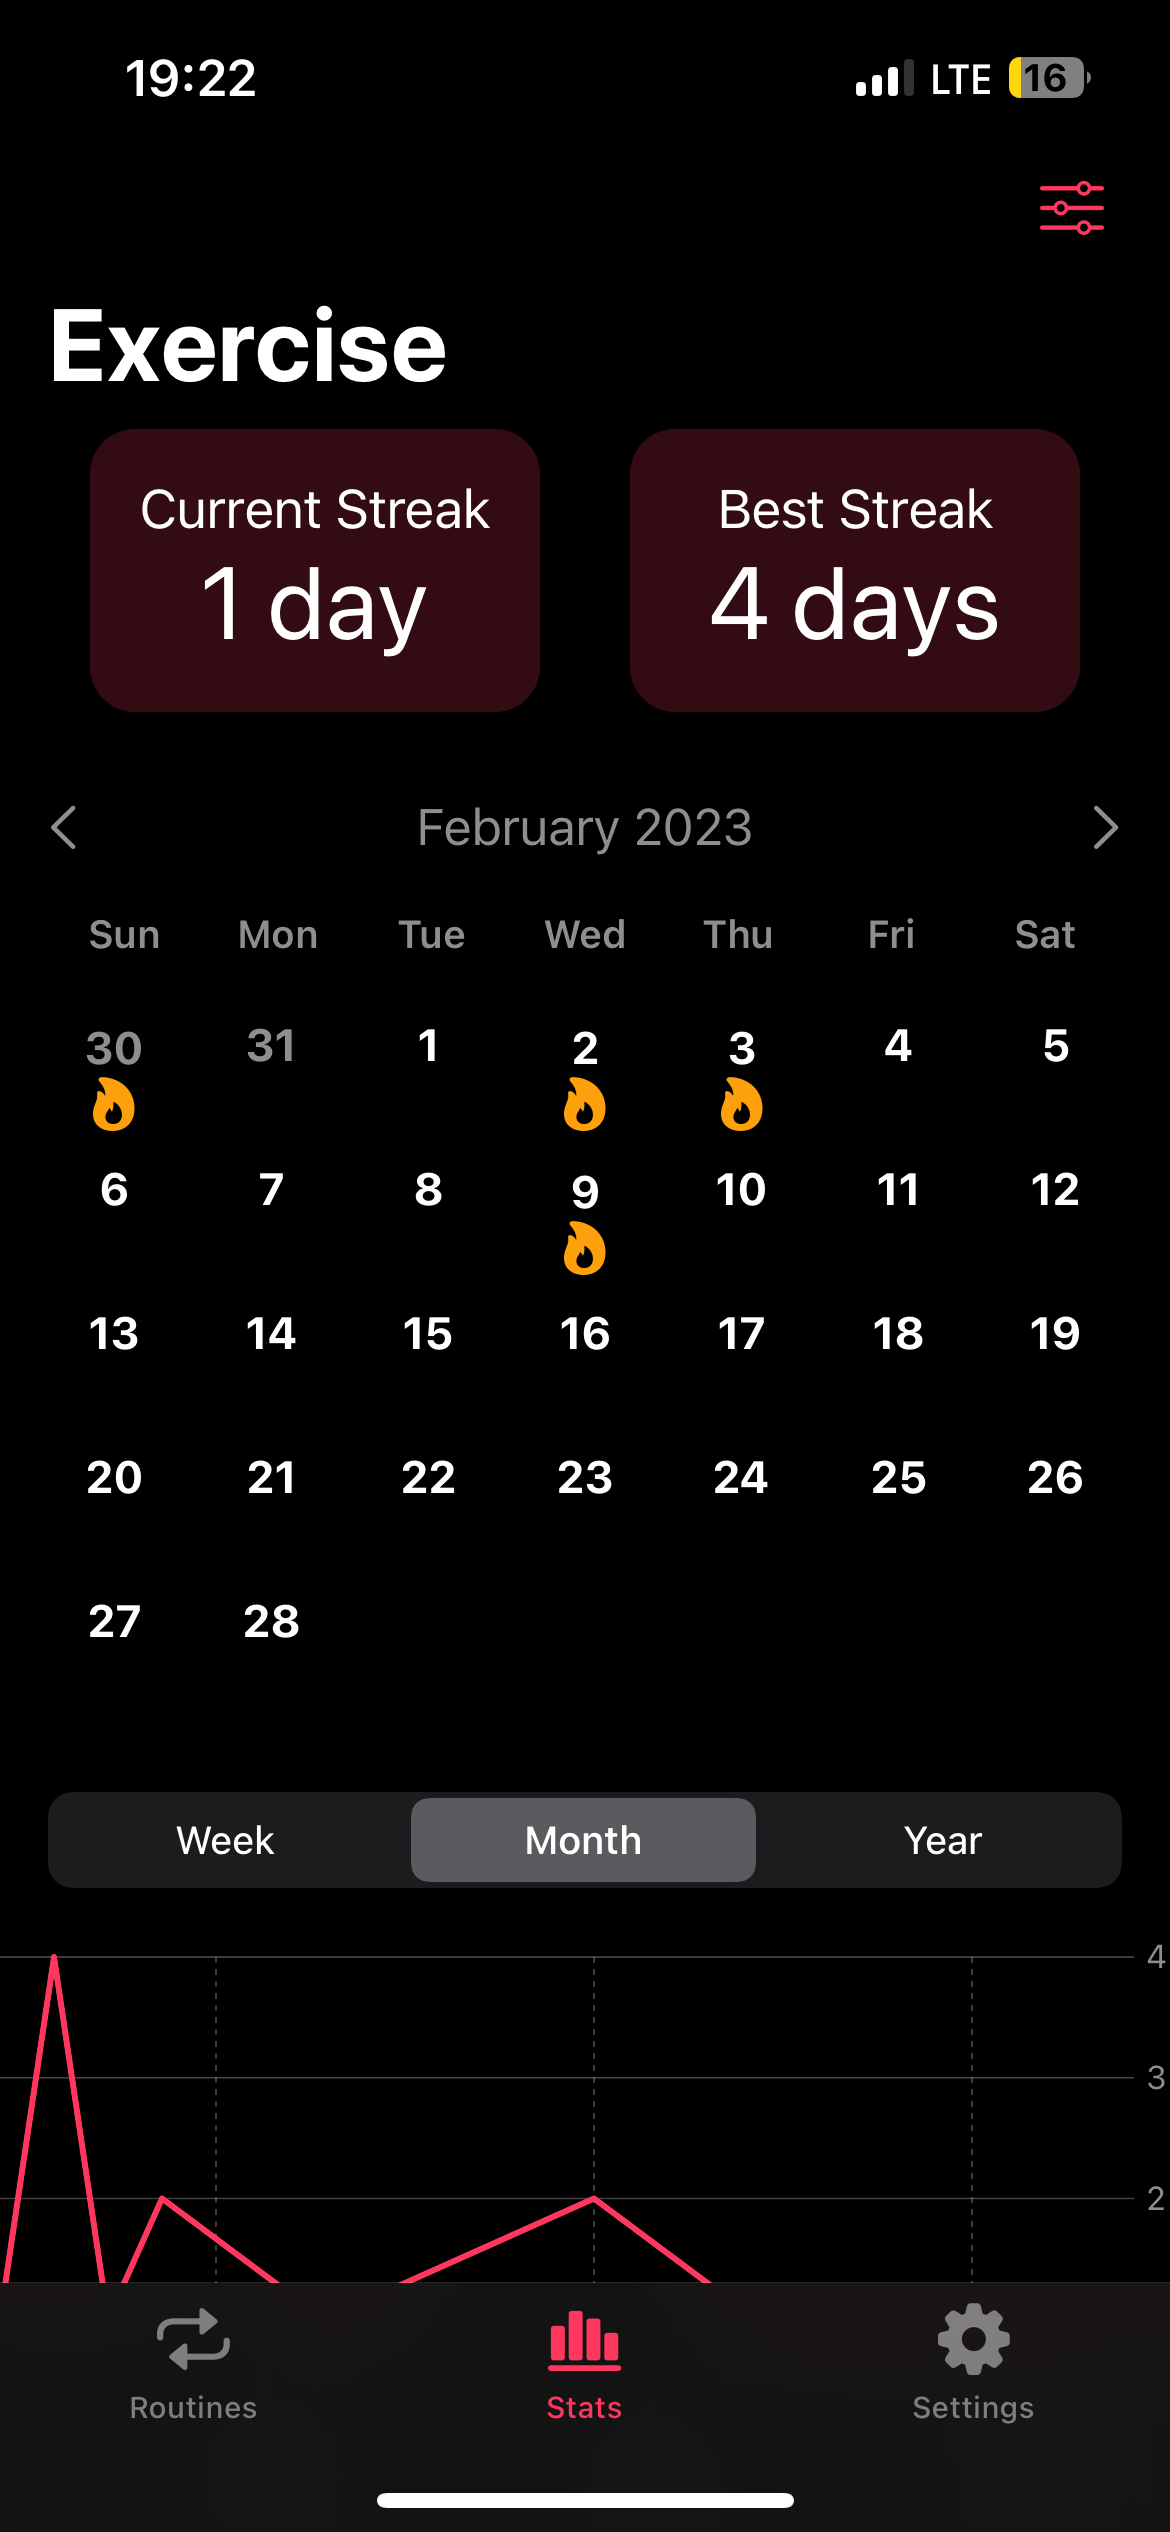 19:22 LTE 16
Exercise
Current Streak
1 day
Best Streak
4 days
February 2023
Sun Mon Tue Wed Thu Fri Sat
30 31 1 2 3 4 5
6 7 8 9 10 11 12
13 14 15 16 17 18 19
20 21 22 23 24 25 26
27 28
Week Month Year
4
3
2
Routines Stats Settings